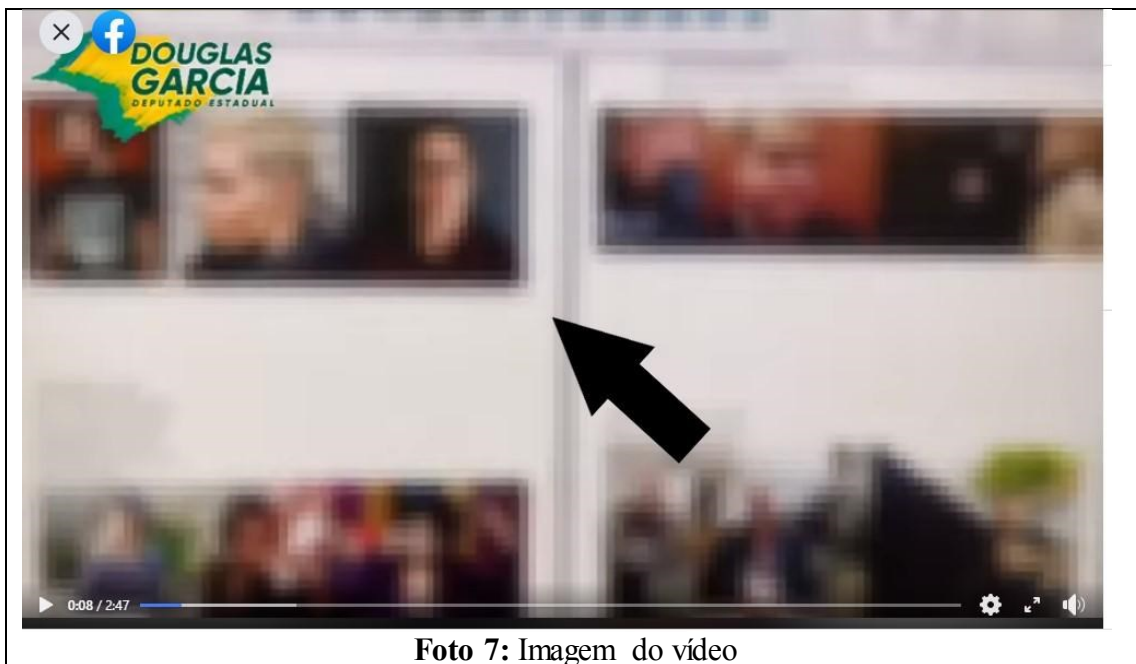 DOUGLAS
GARCIA
DEPUTADO ESTADUAL
0:08 / 2:47
Foto 7: Imagem do vídeo